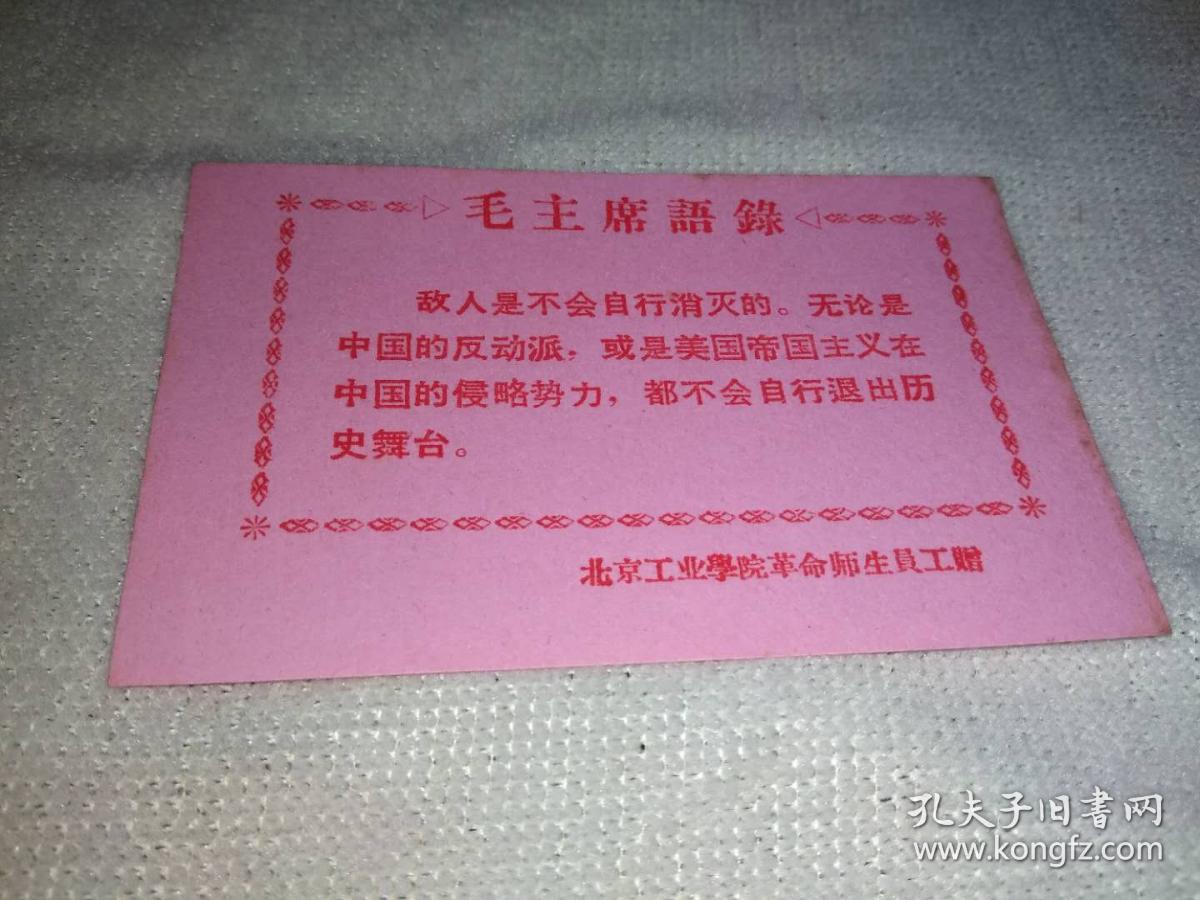 毛主席語錄
敌人是不会自行消灭的。无论是
中国的反动派，或是美国帝国主义在
中国的侵略势力，都不会自行退出历
史舞台。
北京工业學院革命师生員工贈
孔夫子旧書网
www.kongfz.com